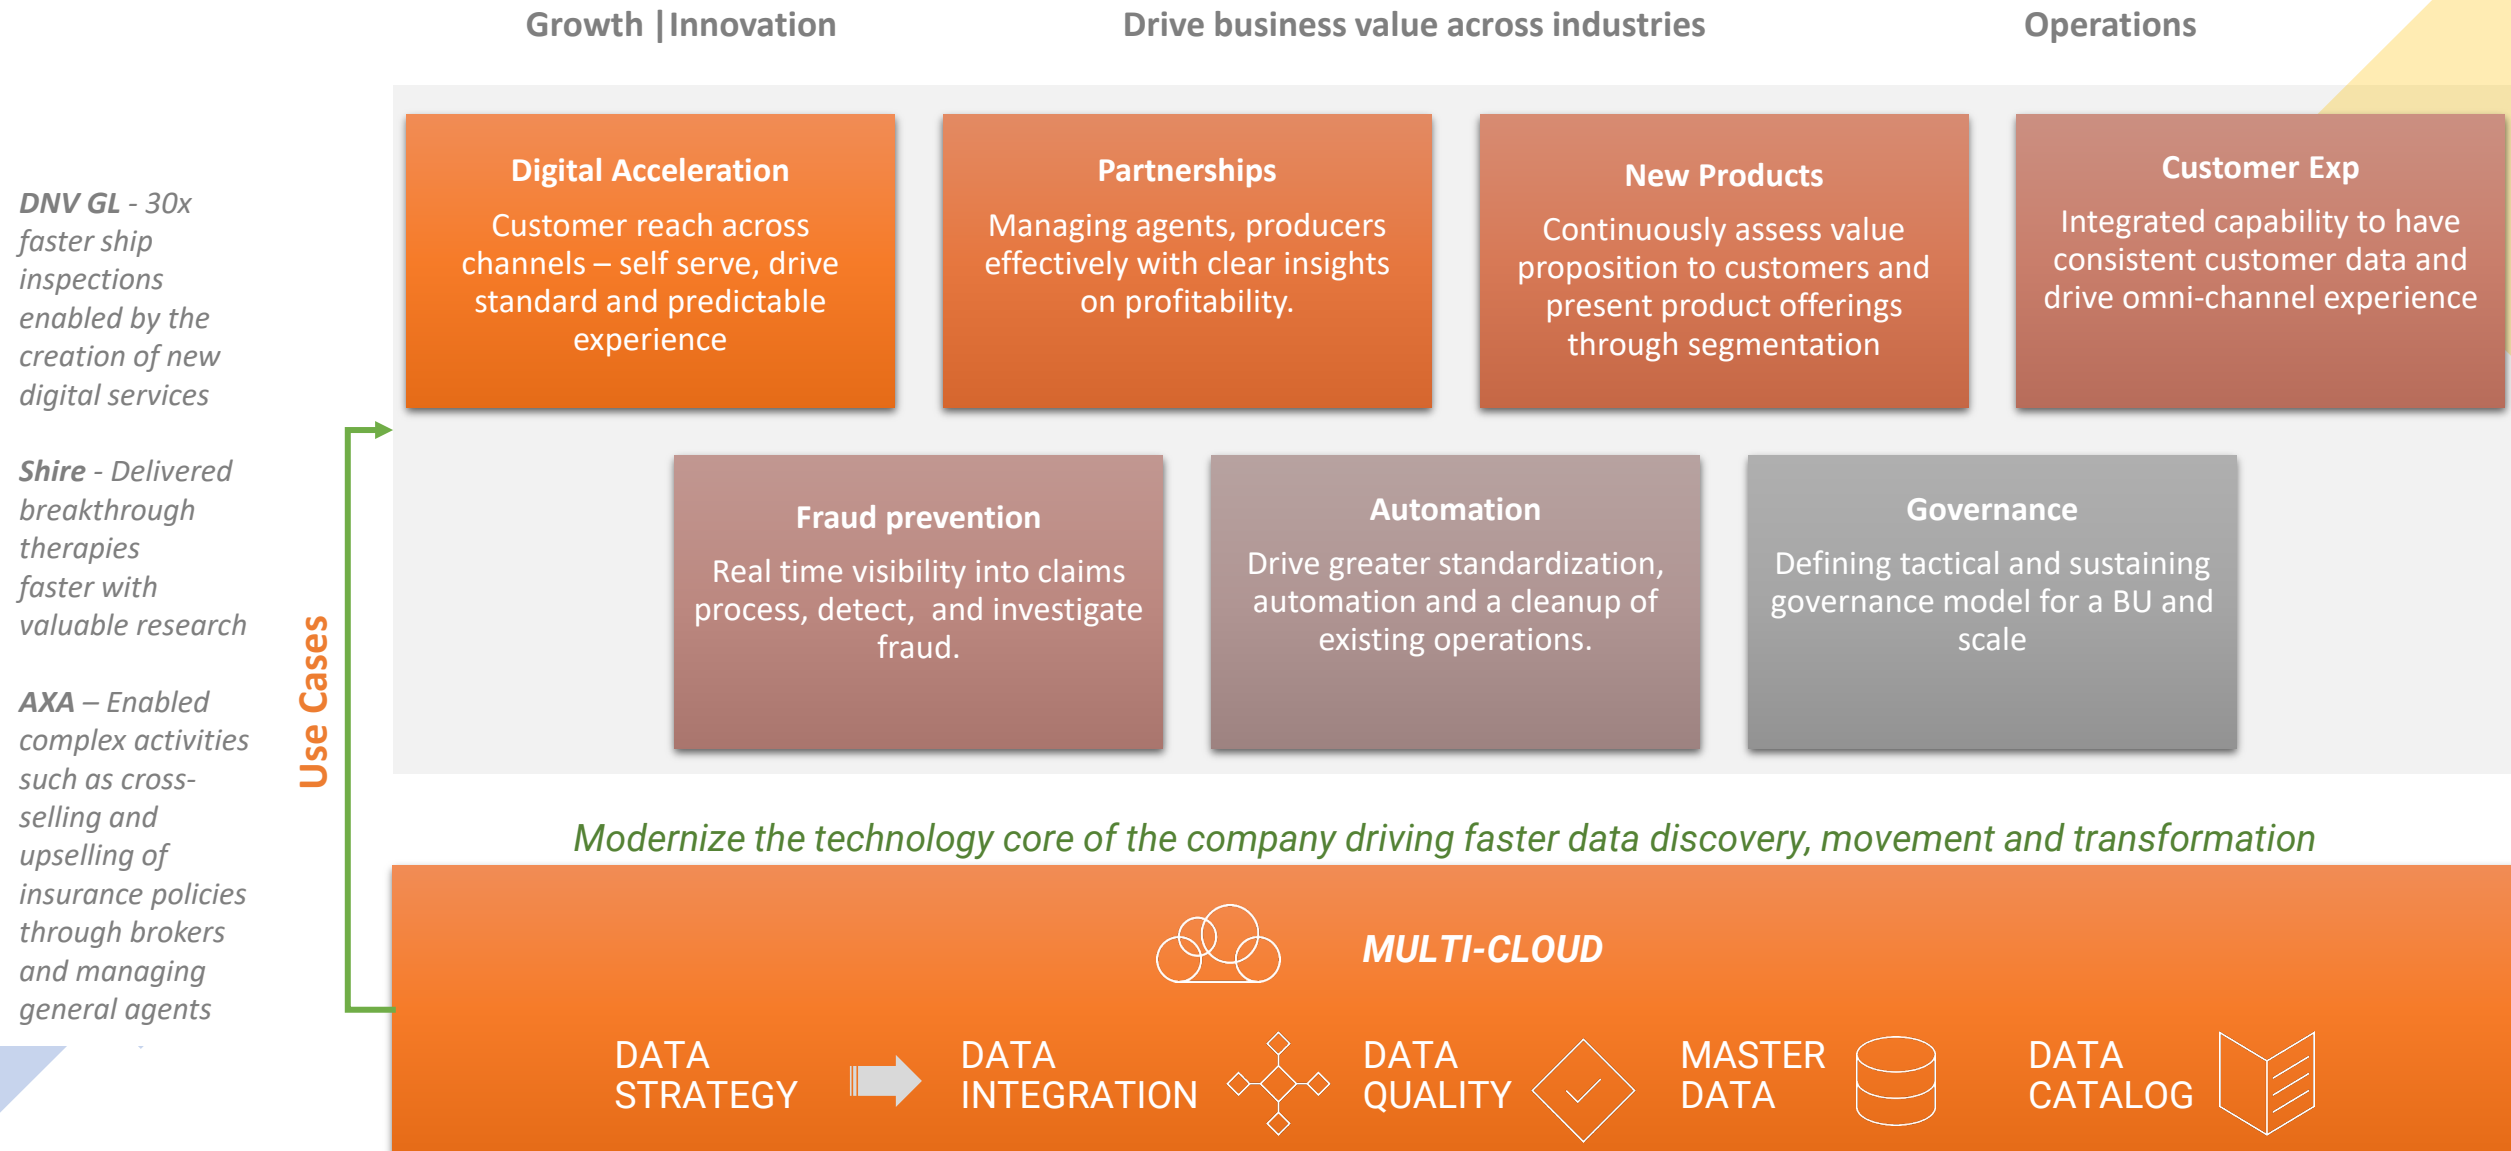 Growth |Innovation
Drive business value across industries
Operations
DNV GL - 30x
faster ship
inspections
enabled by the
creation of new
digital services
Shire - Delivered
breakthrough
therapies
faster with
valuable research
AXA – Enabled
complex activities
such as cross-
selling and
upselling of
insurance policies
through brokers
and managing
general agents
Use Cases
Digital Acceleration
Customer reach across
channels – self serve, drive
standard and predictable
experience
Partnerships
Managing agents, producers
effectively with clear insights
on profitability.
New Products
Continuously assess value
proposition to customers and
present product offerings
through segmentation
Customer Exp
Integrated capability to have
consistent customer data and
drive omni-channel experience
Fraud prevention
Real time visibility into claims
process, detect,  and investigate
fraud.
Automation
Drive greater standardization,
automation and a cleanup of
existing operations.
Governance
Defining tactical and sustaining
governance model for a BU and
scale
Modernize the technology core of the company driving faster data discovery, movement and transformation
MULTI-CLOUD
DATA
STRATEGY
DATA
INTEGRATION
DATA
QUALITY
MASTER
DATA
DATA
CATALOG